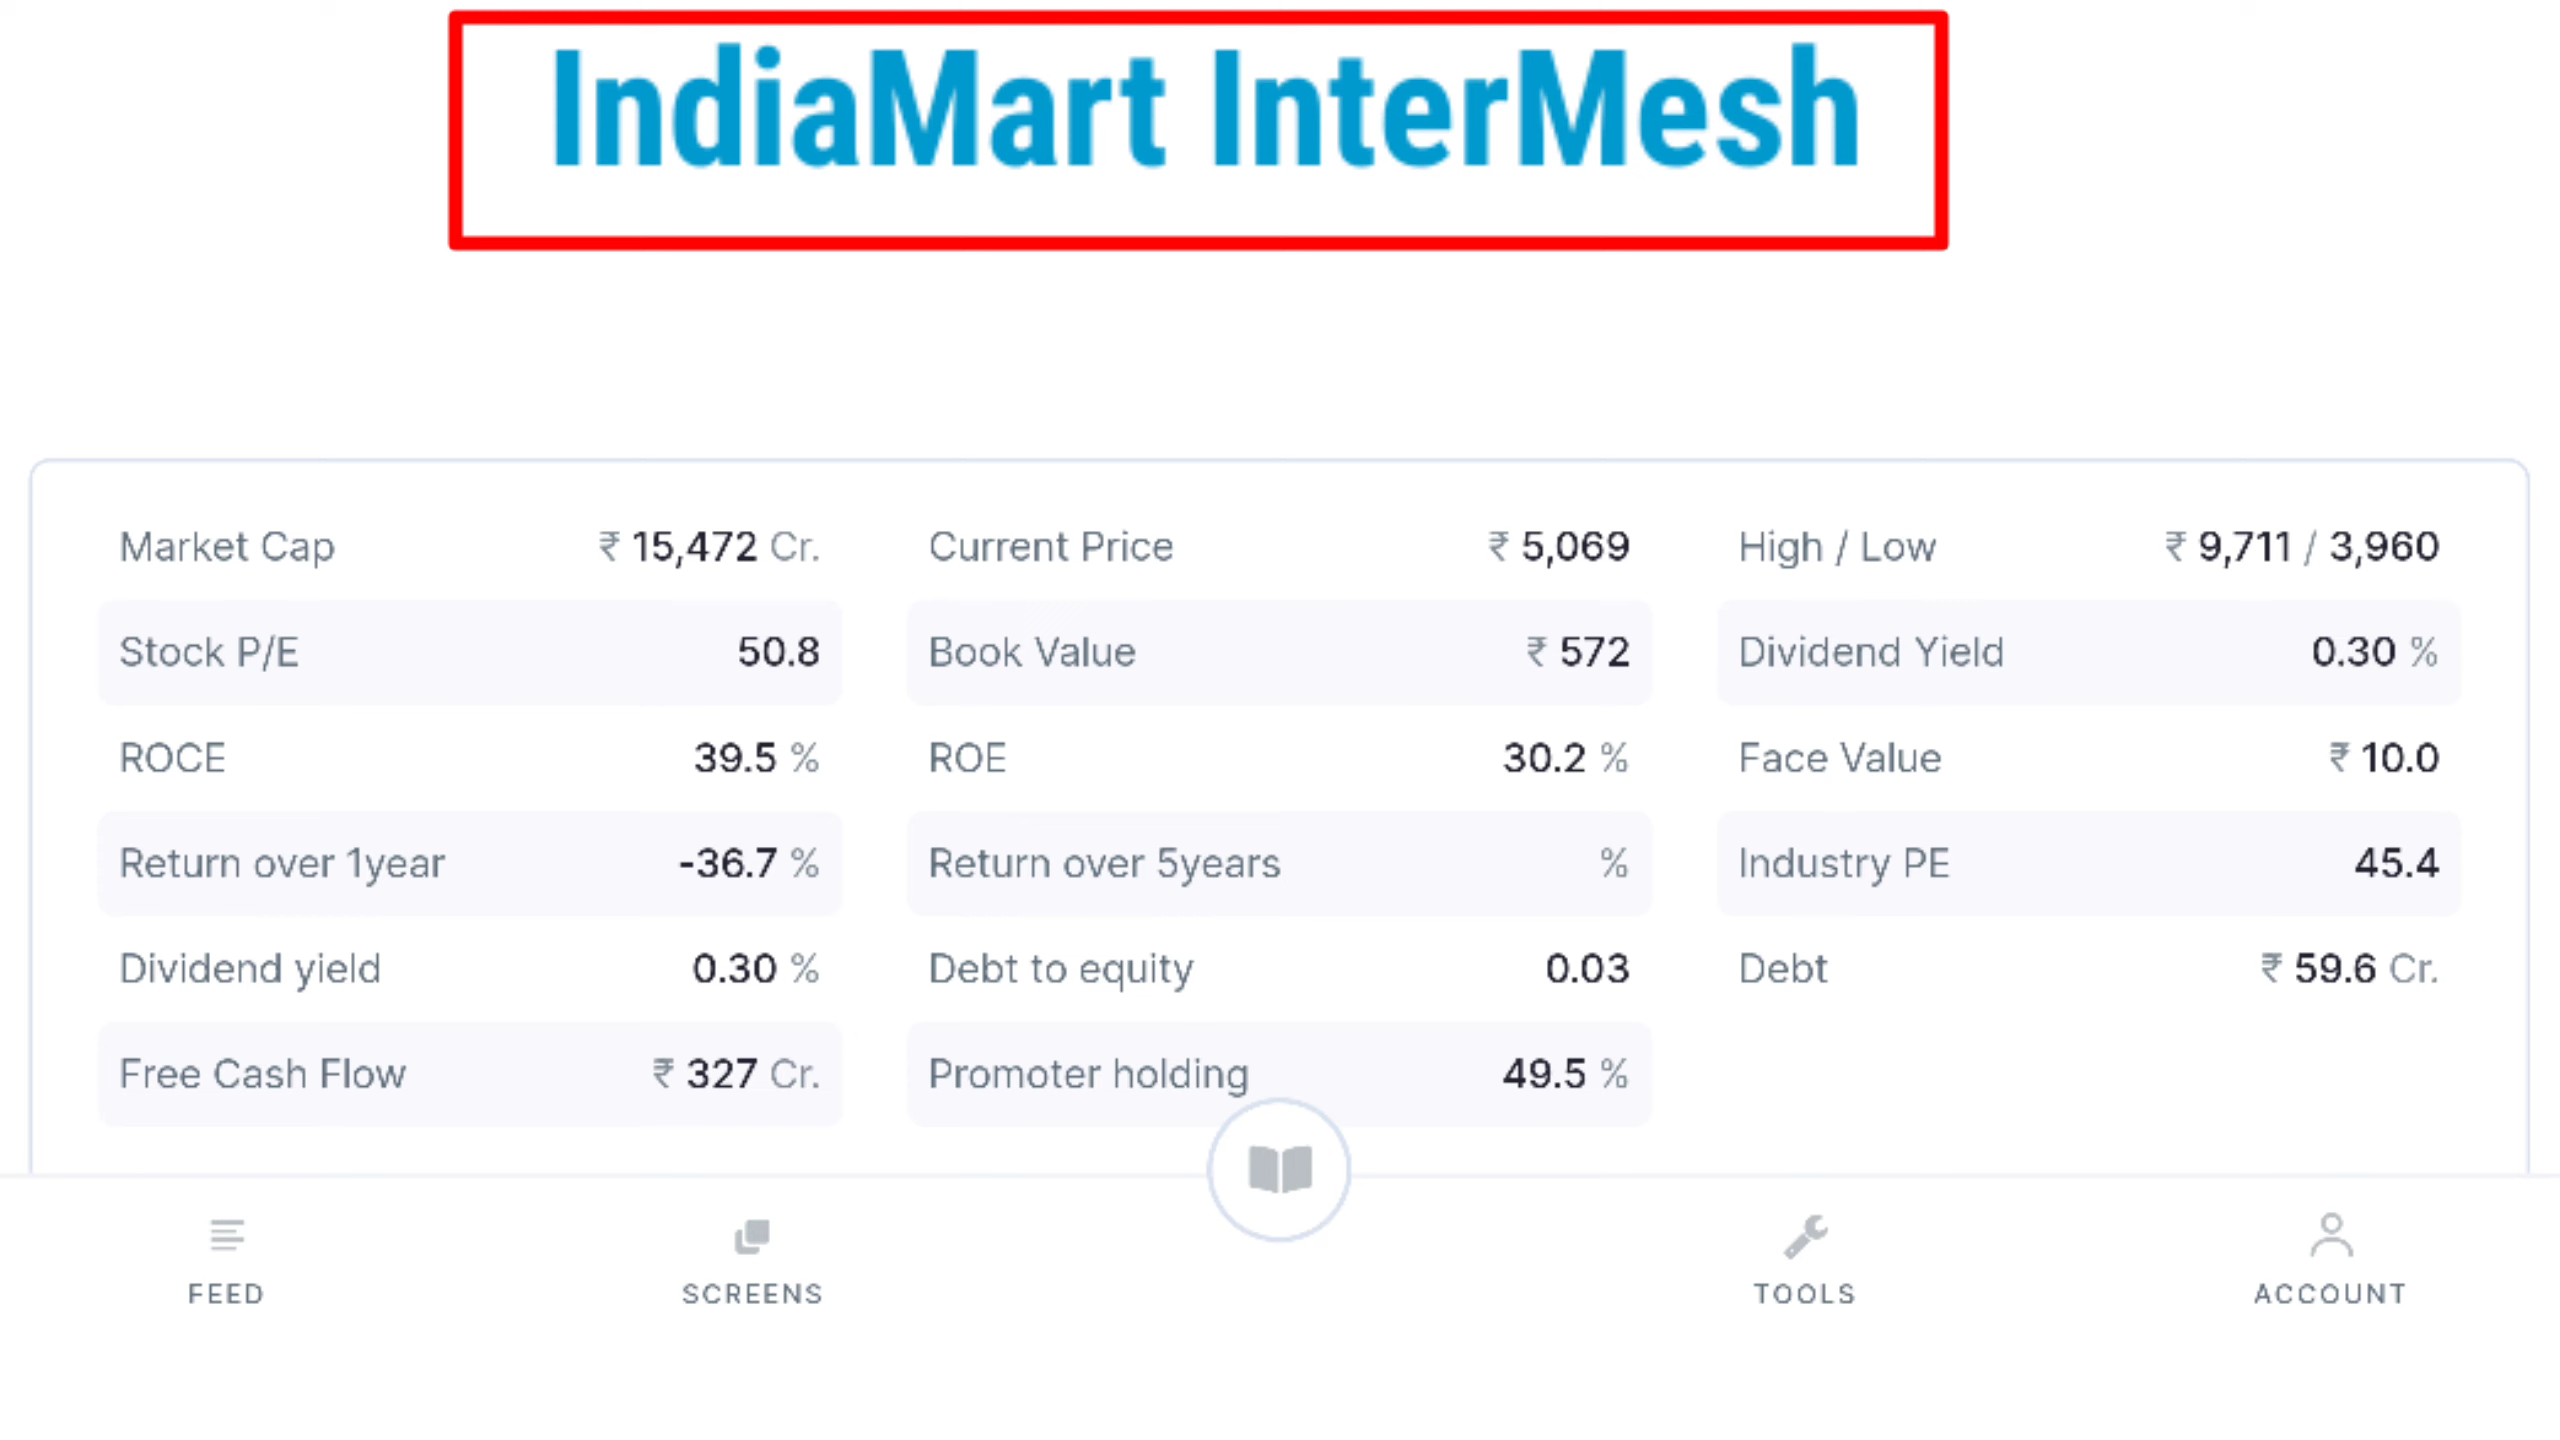 IndiaMart InterMesh
Market Cap ₹ 15,472 Cr. Current Price ₹ 5,069 High / Low ₹ 9,711 / 3,960
Stock P/E 50.8 Book Value ₹ 572 Dividend Yield 0.30 %
ROCE 39.5 % ROE 30.2 % Face Value ₹ 10.0
Return over 1year -36.7 % Return over 5years % Industry PE 45.4
Dividend yield 0.30 % Debt to equity 0.03 Debt ₹ 59.6 Cr.
Free Cash Flow ₹ 327 Cr. Promoter holding 49.5 %
FEED SCREENS TOOLS ACCOUNT